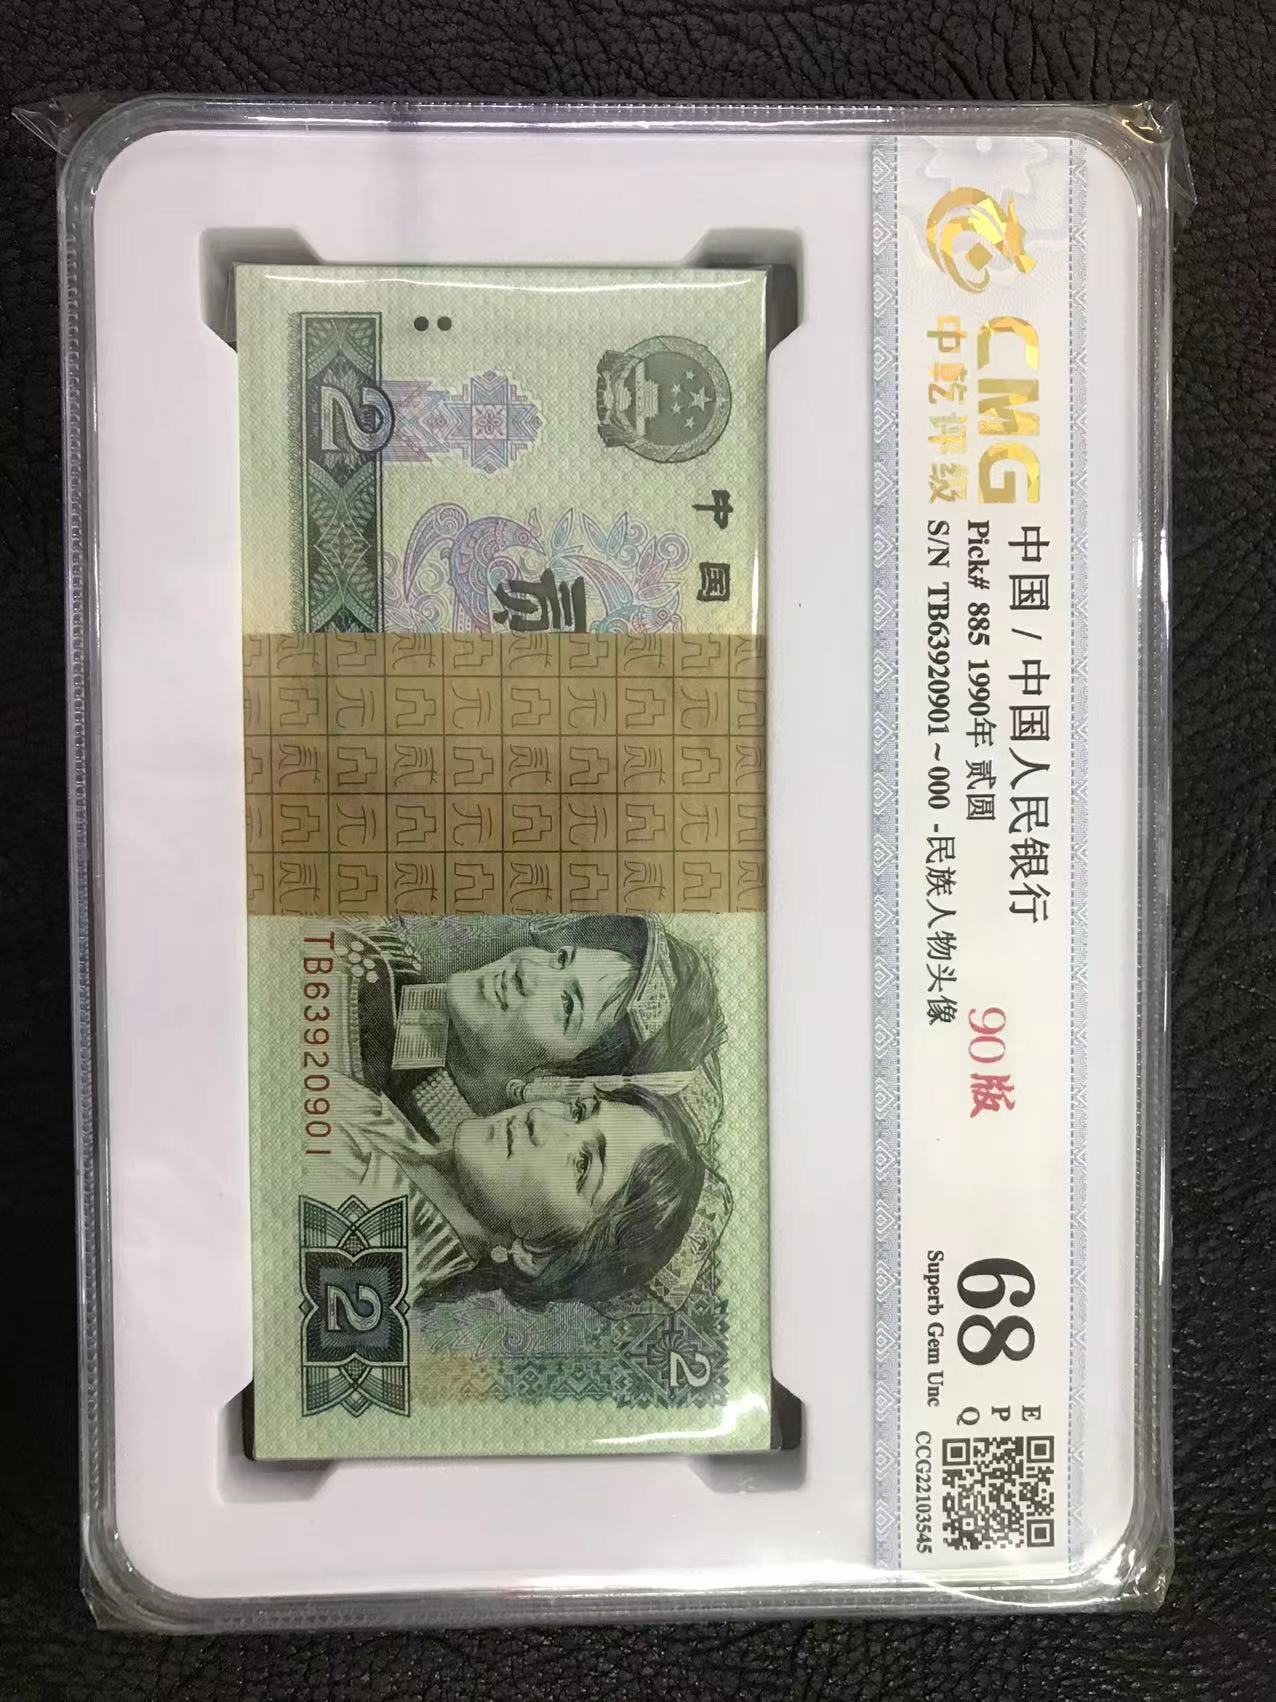 CMG
中乾评级
中国 / 中国人民银行
Pick# 885 1990年 贰圆
S/N TB63920901~000 -民族人物头像
90版
68
EPQ
Superb Gem Unc
CCG22103545
中国
贰
2
TB63920901
2
2